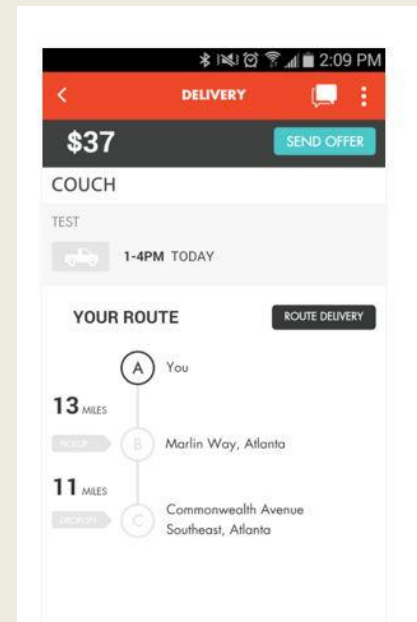 2:09 PM
DELIVERY
$37
SEND OFFER
COUCH
TEST
1-4PM TODAY
YOUR ROUTE
ROUTE DELIVERY
A You
13 MILES
PICKUP B Marlin Way, Atlanta
11 MILES
DROPOFF C Commonwealth Avenue
Southeast, Atlanta